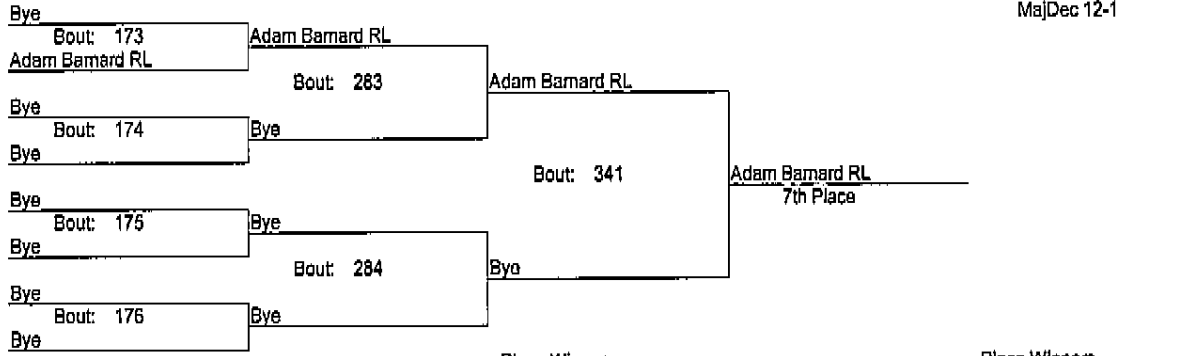 Bye
MajDec 12-1
Bout: 173
Adam Barnard RL
Adam Barnard RL
Bout: 283
Adam Barnard RL
Bye
Bout: 174
Bye
Bye
Bout: 341
Adam Barnard RL
7th Place
Bye
Bout: 175
Bye
Bye
Bout: 284
Bye
Bye
Bout: 176
Bye
Bye